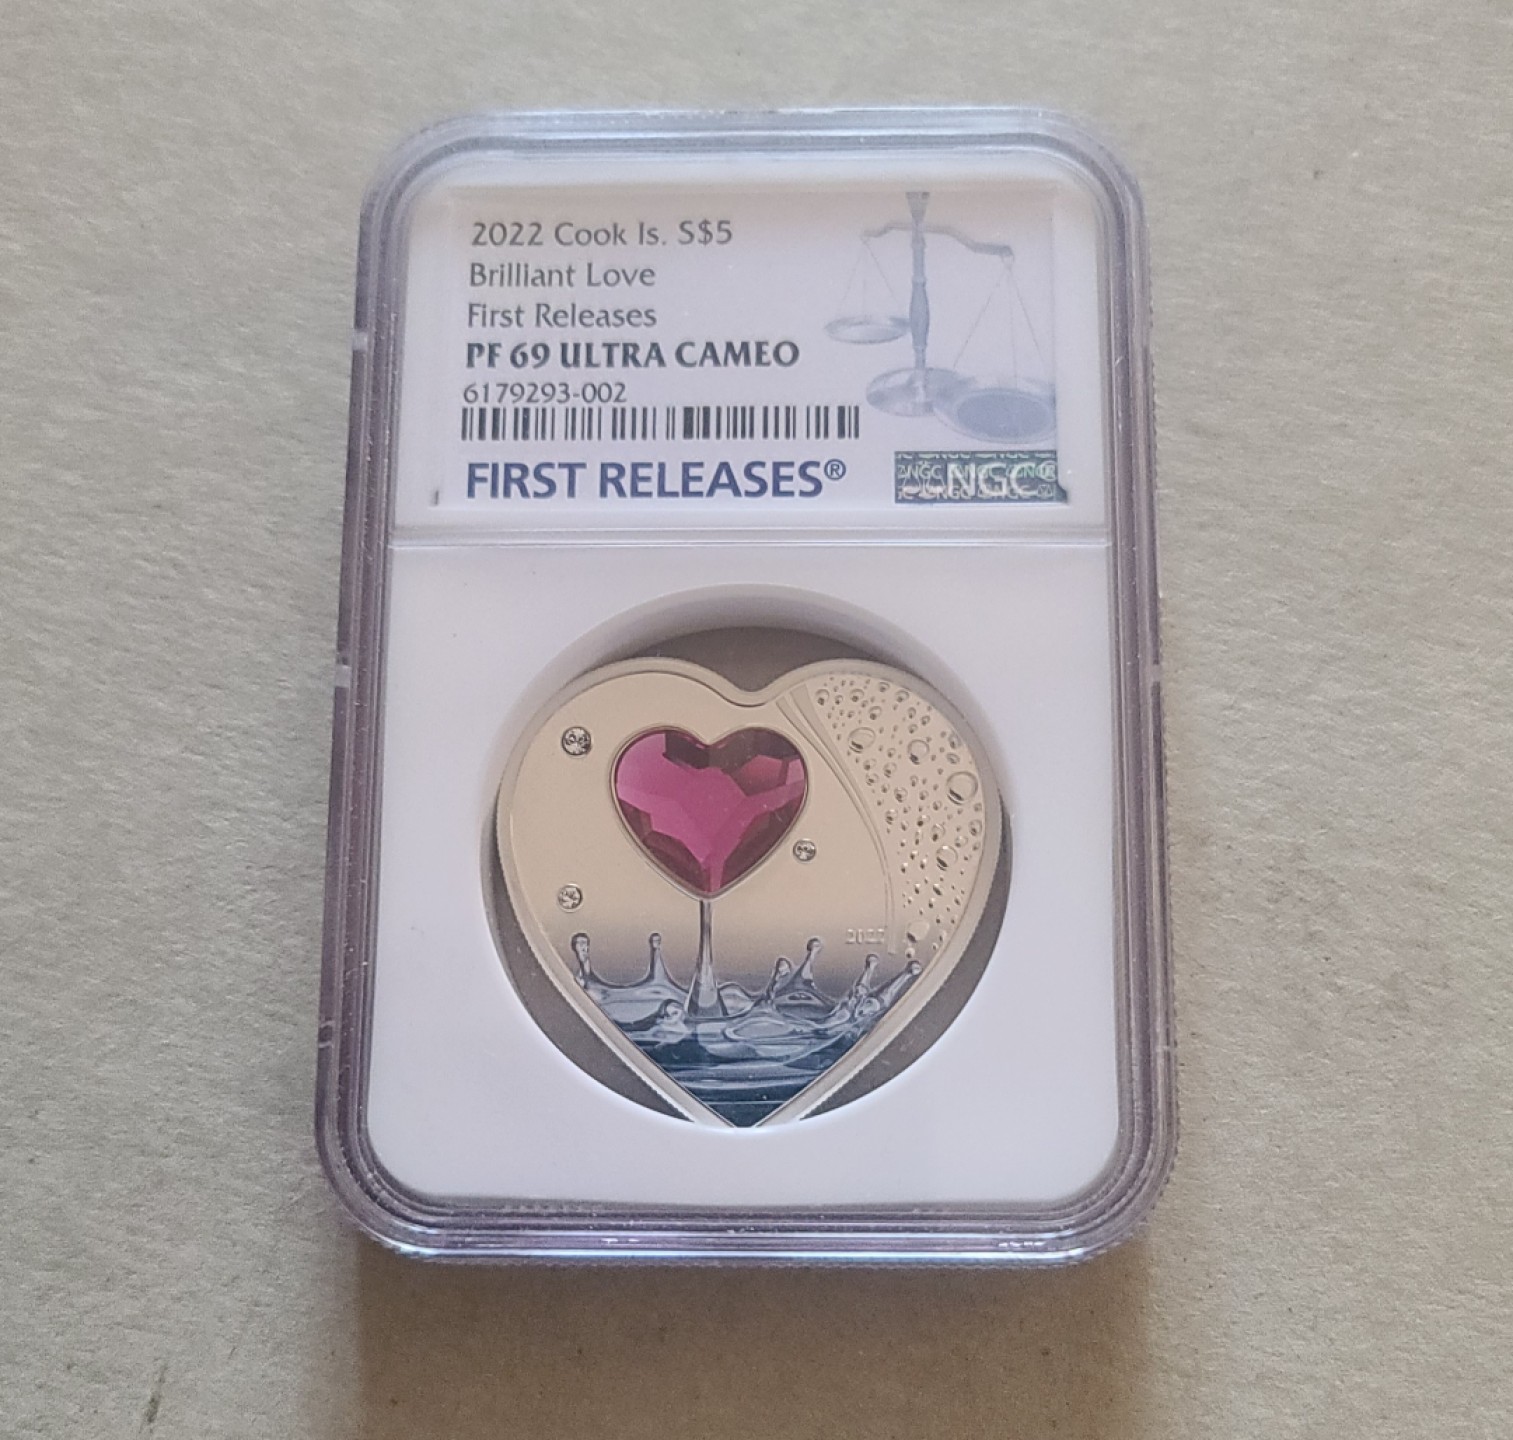 2022 Cook Is. S$5
Brilliant Love
First Releases
PF 69 ULTRA CAMEO
6179293-002
FIRST RELEASES®
NGC
2022